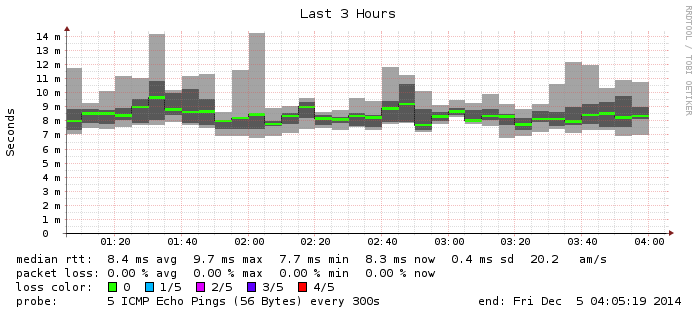 Last 3 Hours
RRDTOOL / TOBI OETIKER
Seconds
14 m
13 m
12 m
11 m
10 m
9 m
8 m
7 m
6 m
5 m
4 m
3 m
2 m
1 m
0
01:20 01:40 02:00 02:20 02:40 03:00 03:20 03:40 04:00
median rtt: 8.4 ms avg 9.7 ms max 7.7 ms min 8.3 ms now 0.4 ms sd 20.2 am/s
packet loss: 0.00 % avg 0.00 % max 0.00 % min 0.00 % now
loss color: 0 1/5 2/5 3/5 4/5
probe: 5 ICMP Echo Pings (56 Bytes) every 300s end: Fri Dec 5 04:05:19 2014